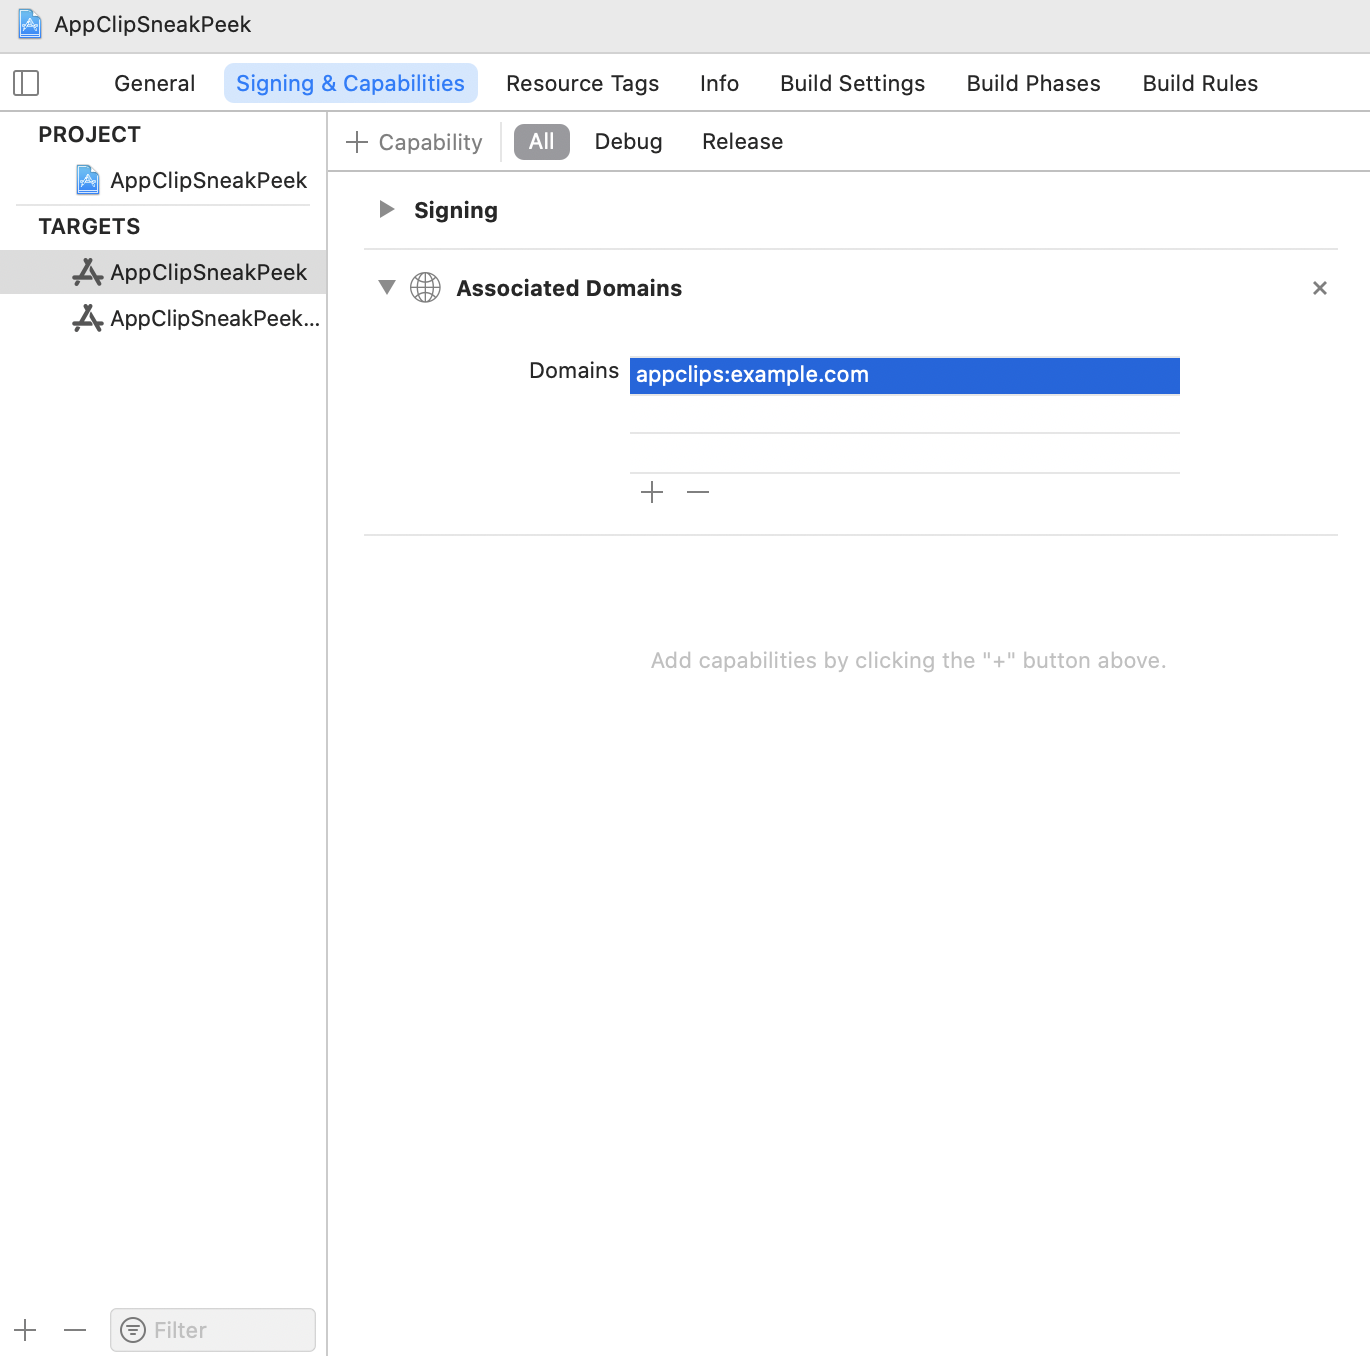 AppClipSneakPeek
General Signing & Capabilities Resource Tags Info Build Settings Build Phases Build Rules
PROJECT
AppClipSneakPeek
TARGETS
AppClipSneakPeek
AppClipSneakPeek...
+ Capability All Debug Release
Signing
Associated Domains
Domains appclips:example.com
Add capabilities by clicking the "+" button above.
Filter